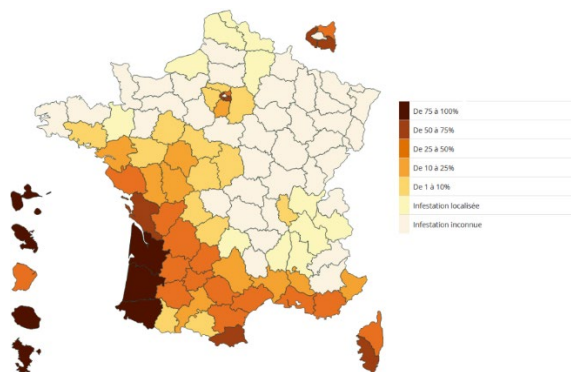 De 75 à 100%
De 50 à 75%
De 25 à 50%
De 10 à 25%
De 1 à 10%
Infestation localisée
Infestation inconnue